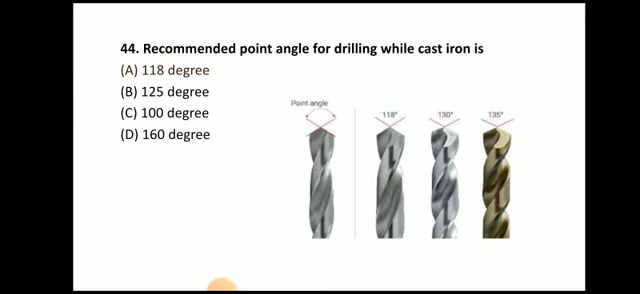 44. Recommended point angle for drilling while cast iron is
(A) 118 degree
(B) 125 degree
(C) 100 degree
(D) 160 degree
Point angle
118°
130°
135°